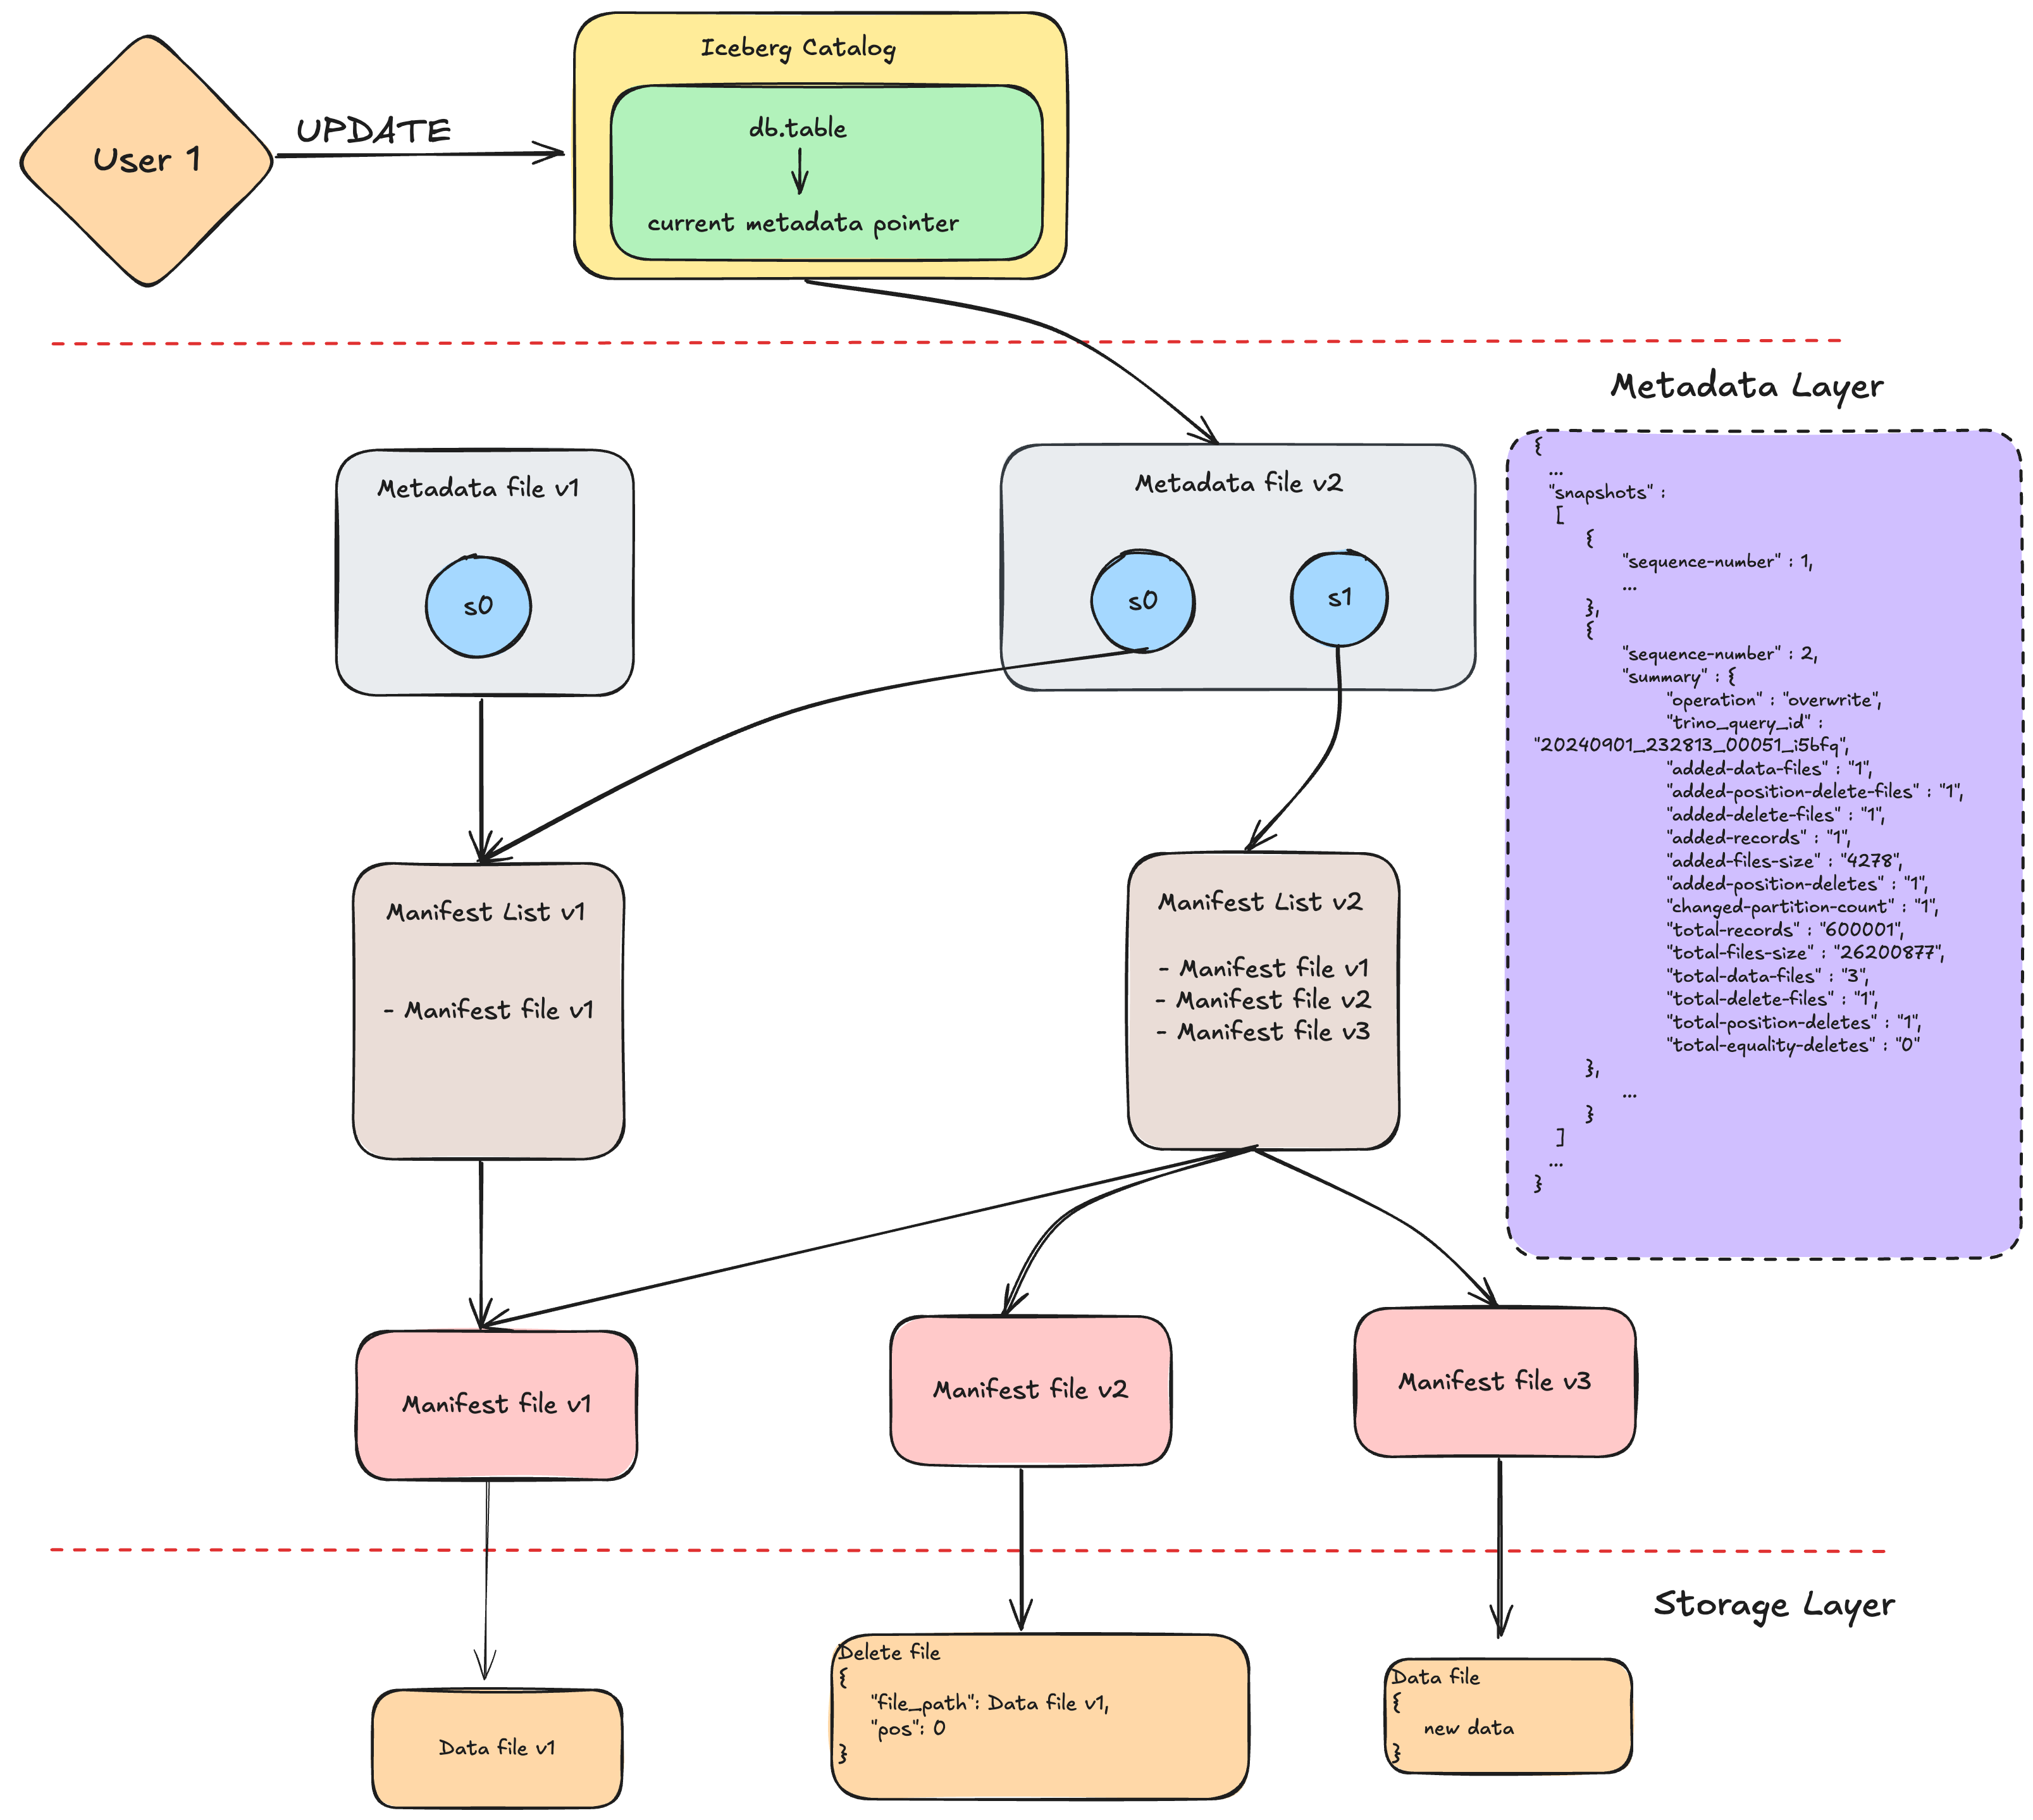 Iceberg Catalog
User 1
UPDATE
db.table
current metadata pointer
Metadata Layer
Metadata file v1
s0
Metadata file v2
s0
s1
{
...
"snapshots" :
[
{
"sequence-number" : 1,
...
},
{
"sequence-number" : 2,
"summary" : {
"operation" : "overwrite",
"trino_query_id" :
"20240901_232813_00051_i5bfq",
"added-data-files" : "1",
"added-position-delete-files" : "1",
"added-delete-files" : "1",
"added-records" : "1",
"added-files-size" : "4278",
"added-position-deletes" : "1",
"changed-partition-count" : "1",
"total-records" : "600001",
"total-files-size" : "26200877",
"total-data-files" : "3",
"total-delete-files" : "1",
"total-position-deletes" : "1",
"total-equality-deletes" : "0"
},
...
}
]
...
}
Manifest List v1
- Manifest file v1
Manifest List v2
- Manifest file v1
- Manifest file v2
- Manifest file v3
Manifest file v1
Manifest file v2
Manifest file v3
Storage Layer
Data file v1
Delete file
{
"file_path": Data file v1,
"pos": 0
}
Data file
{
new data
}